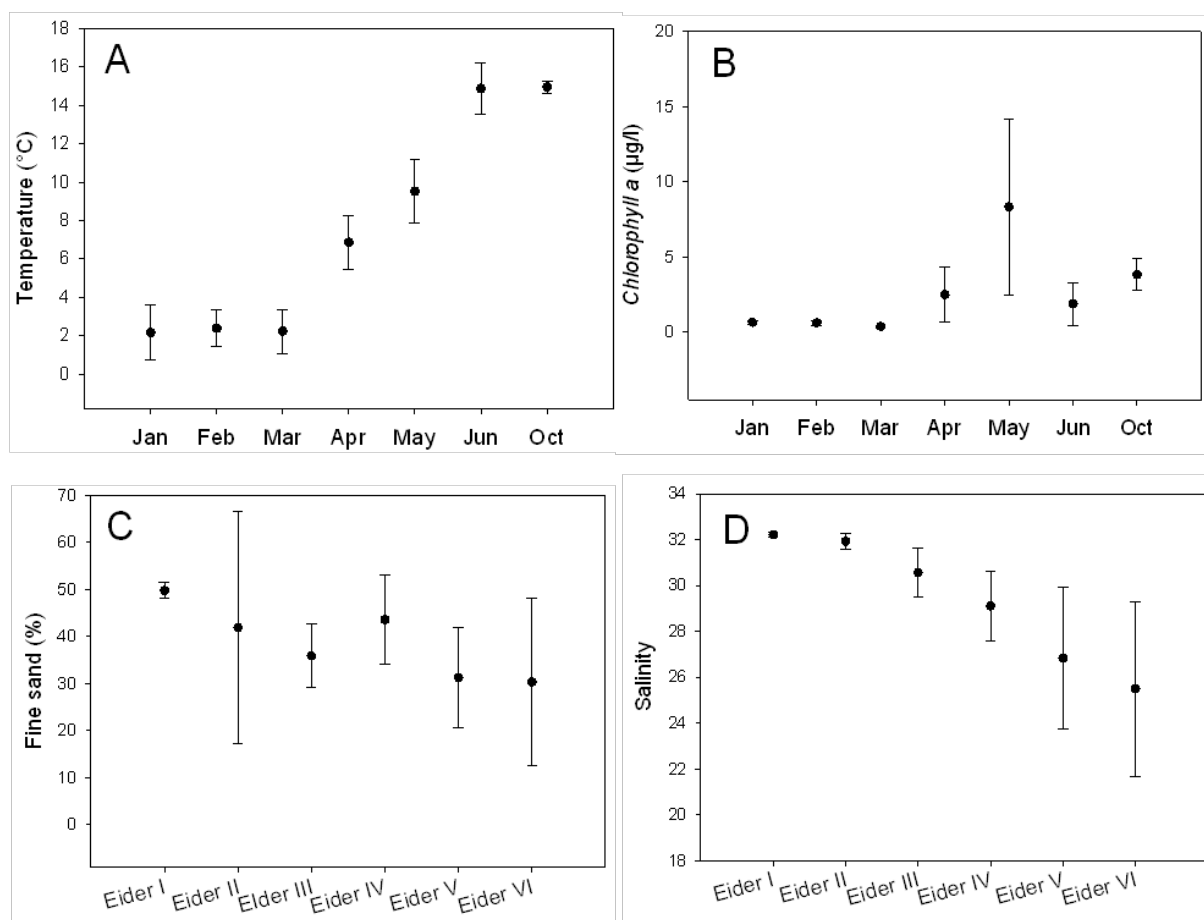 A
Temperature (°C)
18
16
14
12
10
8
6
4
2
0
Jan Feb Mar Apr May Jun Oct
B
Chlorophyll a (µg/l)
20
15
10
5
0
Jan Feb Mar Apr May Jun Oct
C
Fine sand (%)
70
60
50
40
30
20
10
0
Eider I Eider II Elder III Eider IV Eider V Eider VI
D
Salinity
34
32
30
28
26
24
22
20
18
Eider I Eider II Eider III Eider IV Eider V Eider VI